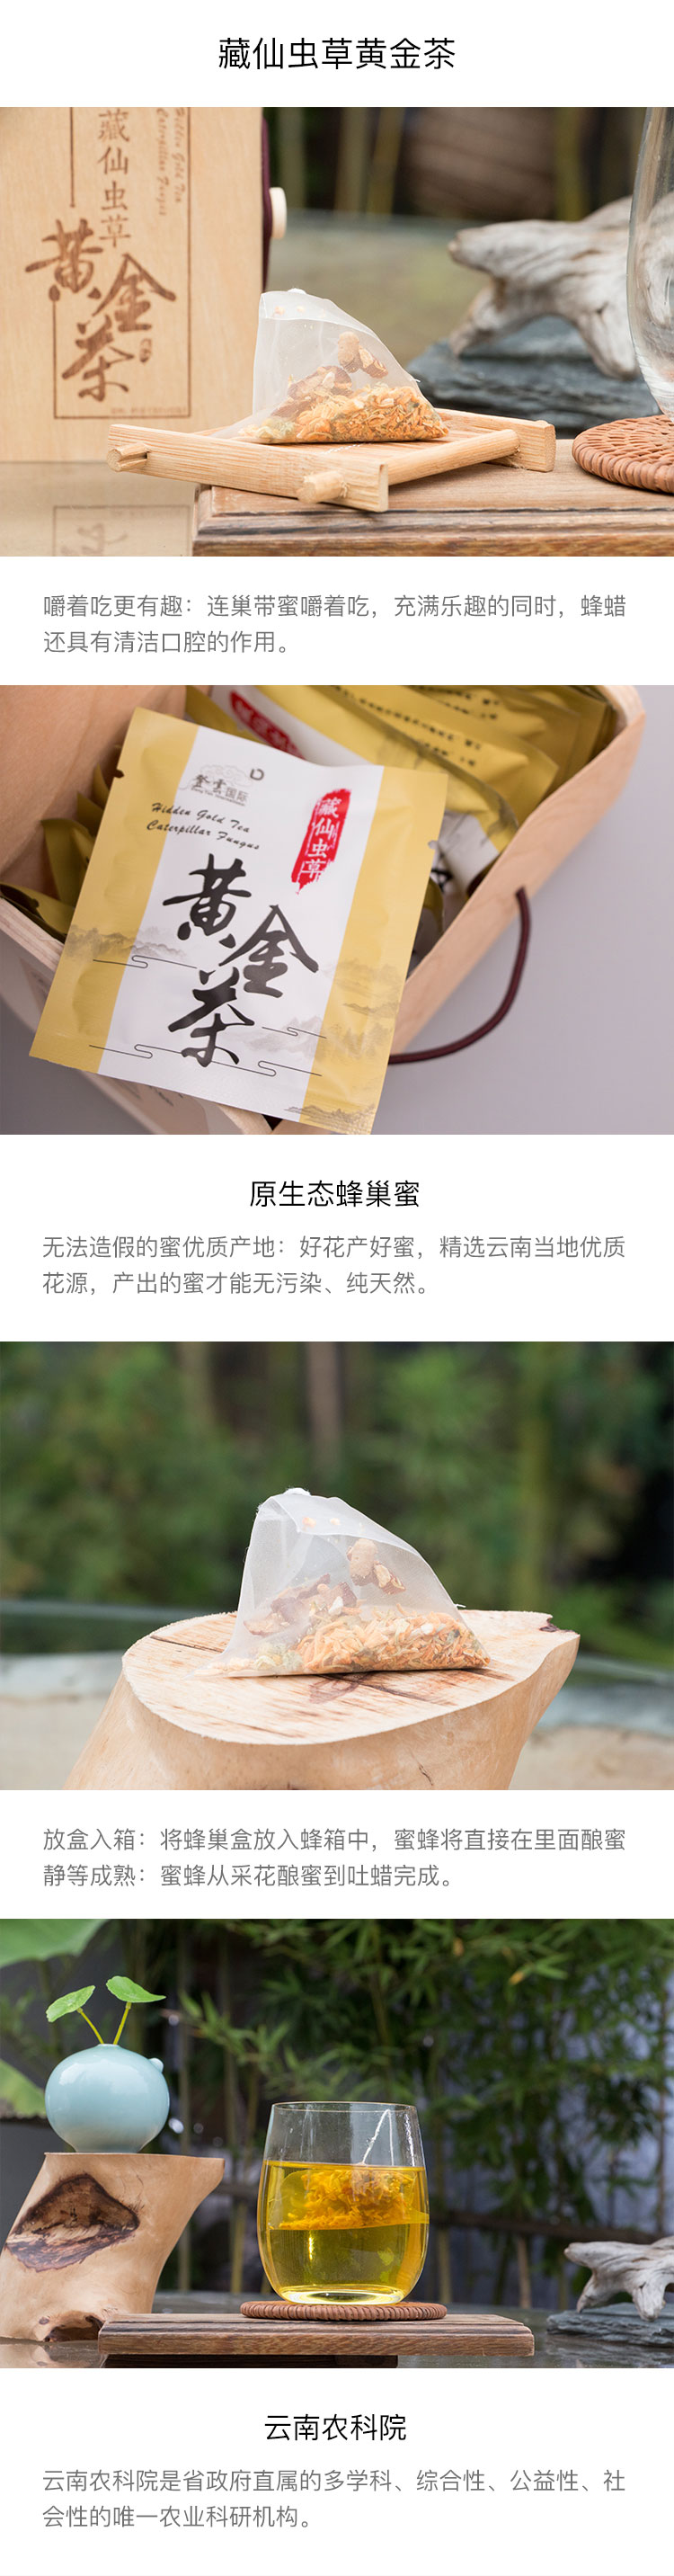 藏仙虫草黄金茶
藏仙虫草
Hidden Gold Tea
Caterpillar Fungus
黄金茶
嚼着吃更有趣：连巢带蜜嚼着吃，充满乐趣的同时，蜂蜡
还具有清洁口腔的作用。
登云国际
Hidden Gold Tea
Caterpillar Fungus
藏仙虫草
黄金茶
原生态蜂巢蜜
无法造假的蜜优质产地：好花产好蜜，精选云南当地优质
花源，产出的蜜才能无污染、纯天然。
放盒入箱：将蜂巢盒放入蜂箱中，蜜蜂将直接在里面酿蜜
静等成熟：蜜蜂从采花酿蜜到吐蜡完成。
云南农科院
云南农科院是省政府直属的多学科、综合性、公益性、社
会性的唯一农业科研机构。